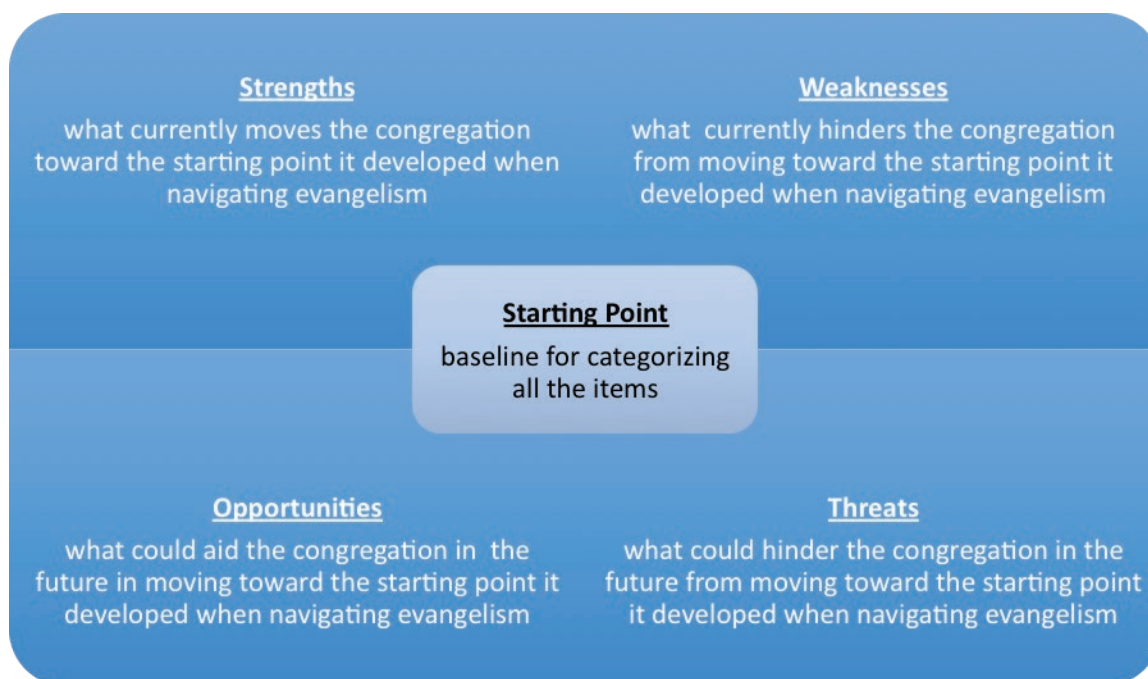 Strengths
what currently moves the congregation
toward the starting point it developed when
navigating evangelism
Weaknesses
what currently hinders the congregation
from moving toward the starting point it
developed when navigating evangelism
Starting Point
baseline for categorizing
all the items
Opportunities
what could aid the congregation in the
future in moving toward the starting point it
developed when navigating evangelism
Threats
what could hinder the congregation in the
future from moving toward the starting point
it developed when navigating evangelism